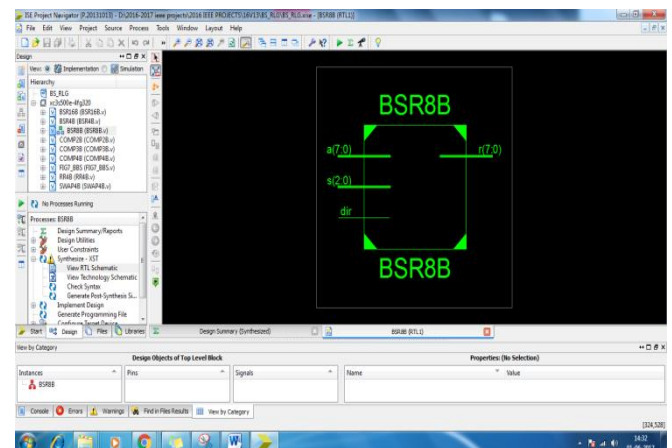 ISE Project Navigator (P.20131013) - D:\2016-2017 ieee projects\2016 IEEE PROJECTS\16V13\BS_RLG\BS_RLG.xise - [BSR8B (RTL1)]
File Edit View Project Source Process Tools Window Layout Help
Design
View: Implementation Simulation
Hierarchy
BS_RLG
xc3s500e-4fg320
BSR16B (BSR16B.v)
BSR4B (BSR4B.v)
BSR8B (BSR8B.v)
COMP2B (COMP2B.v)
COMP3B (COMP3B.v)
COMP4B (COMP4B.v)
FIG7_BBS (FIG7_BBS.v)
RR4B (RR4B.v)
SWAP4B (SWAP4B.v)
No Processes Running
Processes: BSR8B
Design Summary/Reports
Design Utilities
User Constraints
Synthesize - XST
View RTL Schematic
View Technology Schematic
Check Syntax
Generate Post-Synthesis Si...
Implement Design
Generate Programming File
Configure Target Device
BSR8B
a(7:0)
r(7:0)
s(2:0)
dir
BSR8B
Start Design Files Libraries
Design Summary (Synthesized)
BSR8B (RTL1)
View by Category
Design Objects of Top Level Block
Properties: (No Selection)
Instances
Pins
Signals
Name
Value
BSR8B
Console Errors Warnings Find in Files Results View by Category
[324,528]
14:32